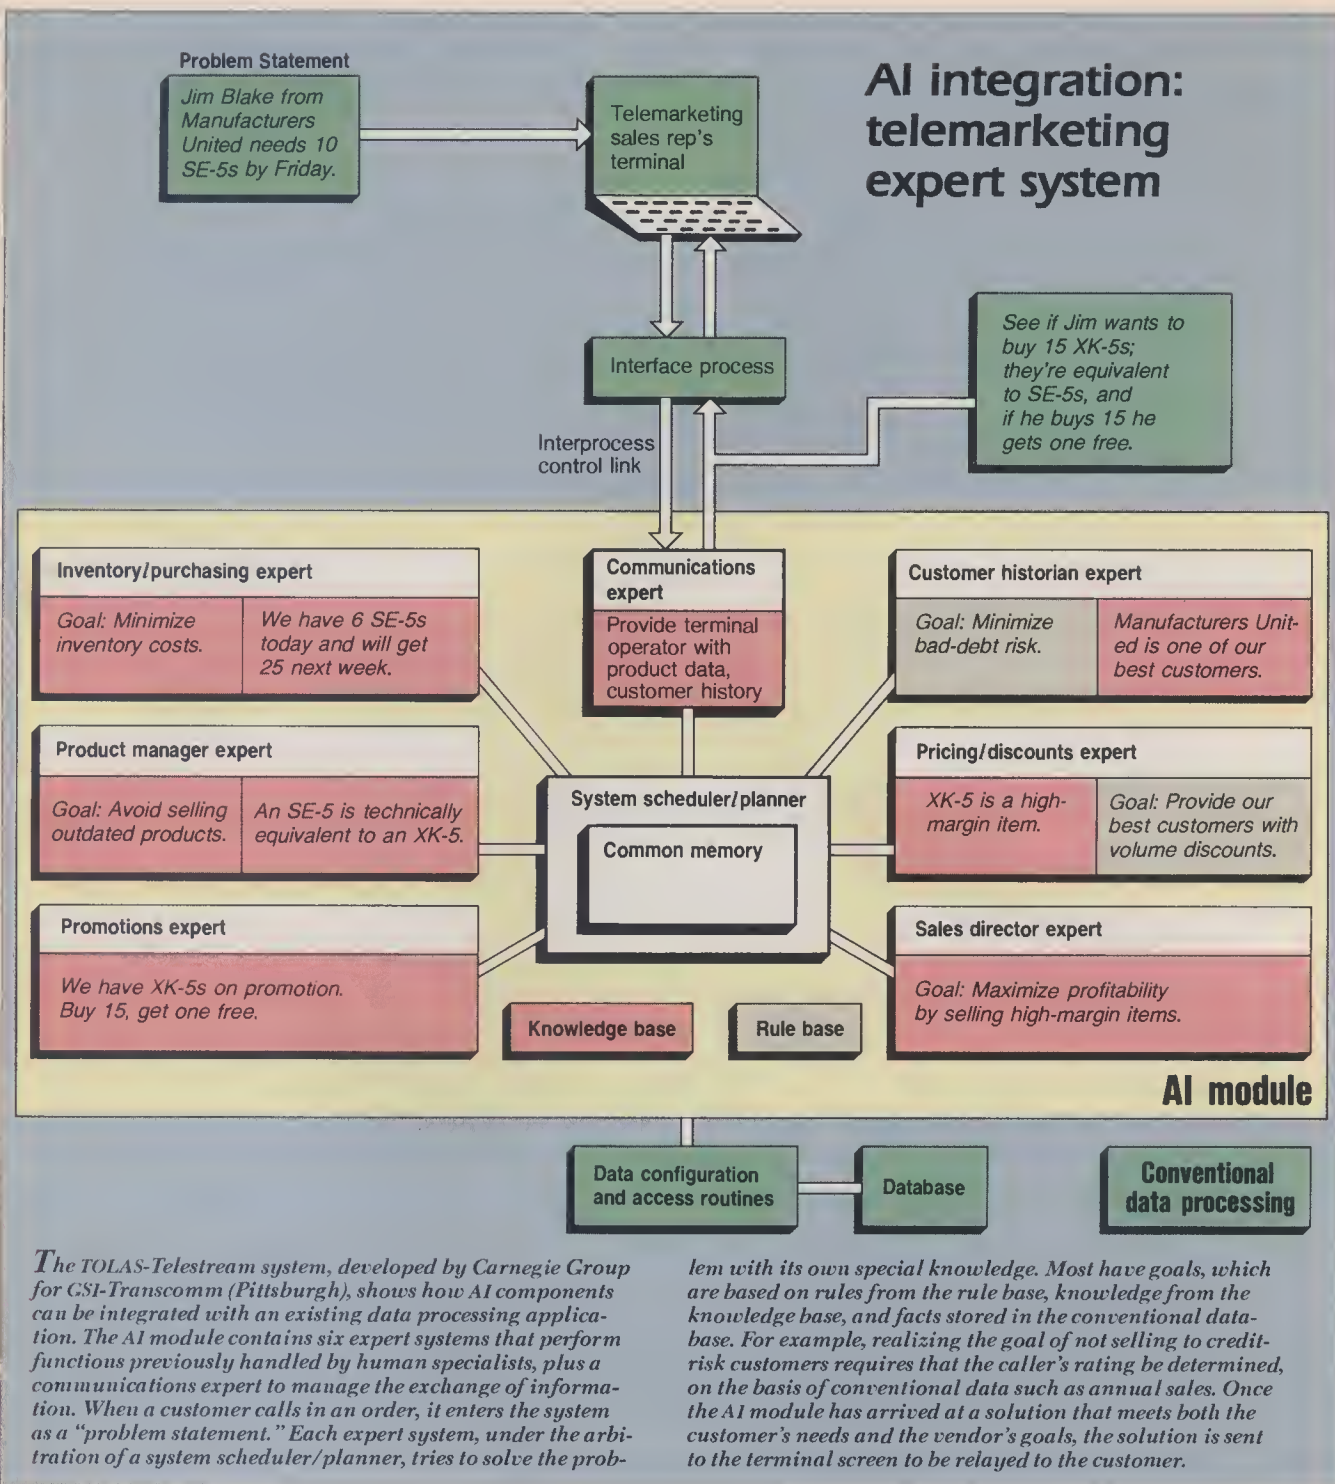 Problem Statement
Jim Blake from
Manufacturers
United needs 10
SE-5s by Friday.
Telemarketing
sales rep's
terminal
AI integration:
telemarketing
expert system
Interface process
See if Jim wants to
buy 15 XK-5s;
they're equivalent
to SE-5s, and
if he buys 15 he
gets one free.
Interprocess
control link
Inventory/purchasing expert
Goal: Minimize
inventory costs.
We have 6 SE-5s
today and will get
25 next week.
Communications
expert
Provide terminal
operator with
product data,
customer history
Customer historian expert
Goal: Minimize
bad-debt risk.
Manufacturers Unit-
ed is one of our
best customers.
Product manager expert
Goal: Avoid selling
outdated products.
An SE-5 is technically
equivalent to an XK-5.
System scheduler/planner
Common memory
Pricing/discounts expert
XK-5 is a high-
margin item.
Goal: Provide our
best customers with
volume discounts.
Promotions expert
We have XK-5s on promotion.
Buy 15, get one free.
Sales director expert
Goal: Maximize profitability
by selling high-margin items.
Knowledge base
Rule base
AI module
Data configuration
and access routines
Database
Conventional
data processing
The TOLAS-Telestream system, developed by Carnegie Group
for GSI-Transcomm (Pittsburgh), shows how AI components
can be integrated with an existing data processing applica-
tion. The AI module contains six expert systems that perform
functions previously handled by human specialists, plus a
communications expert to manage the exchange of informa-
tion. When a customer calls in an order, it enters the system
as a "problem statement." Each expert system, under the arbi-
tration of a system scheduler/planner, tries to solve the prob-
lem with its own special knowledge. Most have goals, which
are based on rules from the rule base, knowledge from the
knowledge base, and facts stored in the conventional data-
base. For example, realizing the goal of not selling to credit-
risk customers requires that the caller's rating be determined,
on the basis of conventional data such as annual sales. Once
the AI module has arrived at a solution that meets both the
customer's needs and the vendor's goals, the solution is sent
to the terminal screen to be relayed to the customer.